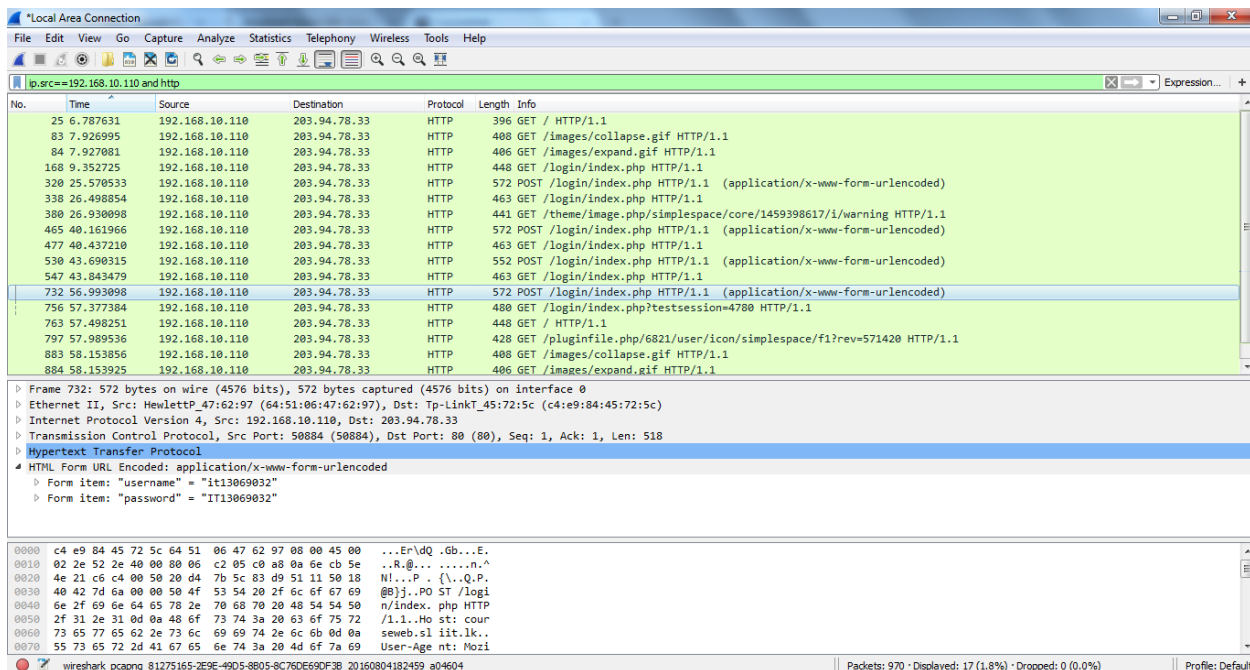 *Local Area Connection
File Edit View Go Capture Analyze Statistics Telephony Wireless Tools Help
ip.src==192.168.10.110 and http Expression... +
No. Time Source Destination Protocol Length Info
25 6.787631 192.168.10.110 203.94.78.33 HTTP 396 GET / HTTP/1.1
83 7.926995 192.168.10.110 203.94.78.33 HTTP 408 GET /images/collapse.gif HTTP/1.1
84 7.927081 192.168.10.110 203.94.78.33 HTTP 406 GET /images/expand.gif HTTP/1.1
168 9.352725 192.168.10.110 203.94.78.33 HTTP 448 GET /login/index.php HTTP/1.1
320 25.570533 192.168.10.110 203.94.78.33 HTTP 572 POST /login/index.php HTTP/1.1 (application/x-www-form-urlencoded)
338 26.498854 192.168.10.110 203.94.78.33 HTTP 463 GET /login/index.php HTTP/1.1
380 26.930098 192.168.10.110 203.94.78.33 HTTP 441 GET /theme/image.php/simplespace/core/1459398617/i/warning HTTP/1.1
465 40.161966 192.168.10.110 203.94.78.33 HTTP 572 POST /login/index.php HTTP/1.1 (application/x-www-form-urlencoded)
477 40.437210 192.168.10.110 203.94.78.33 HTTP 463 GET /login/index.php HTTP/1.1
530 43.690315 192.168.10.110 203.94.78.33 HTTP 552 POST /login/index.php HTTP/1.1 (application/x-www-form-urlencoded)
547 43.843479 192.168.10.110 203.94.78.33 HTTP 463 GET /login/index.php HTTP/1.1
732 56.993098 192.168.10.110 203.94.78.33 HTTP 572 POST /login/index.php HTTP/1.1 (application/x-www-form-urlencoded)
756 57.377384 192.168.10.110 203.94.78.33 HTTP 480 GET /login/index.php?testsession=4780 HTTP/1.1
763 57.498251 192.168.10.110 203.94.78.33 HTTP 448 GET / HTTP/1.1
797 57.989536 192.168.10.110 203.94.78.33 HTTP 428 GET /pluginfile.php/6821/user/icon/simplespace/f1?rev=571420 HTTP/1.1
883 58.153856 192.168.10.110 203.94.78.33 HTTP 408 GET /images/collapse.gif HTTP/1.1
884 58.153925 192.168.10.110 203.94.78.33 HTTP 406 GET /images/expand.gif HTTP/1.1
Frame 732: 572 bytes on wire (4576 bits), 572 bytes captured (4576 bits) on interface 0
Ethernet II, Src: HewlettP_47:62:97 (64:51:06:47:62:97), Dst: Tp-LinkT_45:72:5c (c4:e9:84:45:72:5c)
Internet Protocol Version 4, Src: 192.168.10.110, Dst: 203.94.78.33
Transmission Control Protocol, Src Port: 50884 (50884), Dst Port: 80 (80), Seq: 1, Ack: 1, Len: 518
Hypertext Transfer Protocol
HTML Form URL Encoded: application/x-www-form-urlencoded
Form item: "username" = "it13069032"
Form item: "password" = "IT13069032"
0000 c4 e9 84 45 72 5c 64 51 06 47 62 97 08 00 45 00 ...Er\dQ .Gb...E.
0010 02 2e 52 2e 40 00 80 06 c2 05 c0 a8 0a 6e cb 5e ..R.@... .....n.^
0020 4e 21 c6 c4 00 50 20 d4 7b 5c 83 d9 51 11 50 18 N!...P . {\..Q.P.
0030 40 42 7d 6a 00 00 50 4f 53 54 20 2f 6c 6f 67 69 @B}j..PO ST /logi
0040 6e 2f 69 6e 64 65 78 2e 70 68 70 20 48 54 54 50 n/index. php HTTP
0050 2f 31 2e 31 0d 0a 48 6f 73 74 3a 20 63 6f 75 72 /1.1..Ho st: cour
0060 73 65 77 65 62 2e 73 6c 69 69 74 2e 6c 6b 0d 0a seweb.sl iit.lk..
0070 55 73 65 72 2d 41 67 65 6e 74 3a 20 4d 6f 7a 69 User-Age nt: Mozi
wireshark_pcapng_81275165-2E9E-49D5-8B05-8C76DE69DF3B_20160804182459_a04604 Packets: 970 · Displayed: 17 (1.8%) · Dropped: 0 (0.0%) Profile: Default